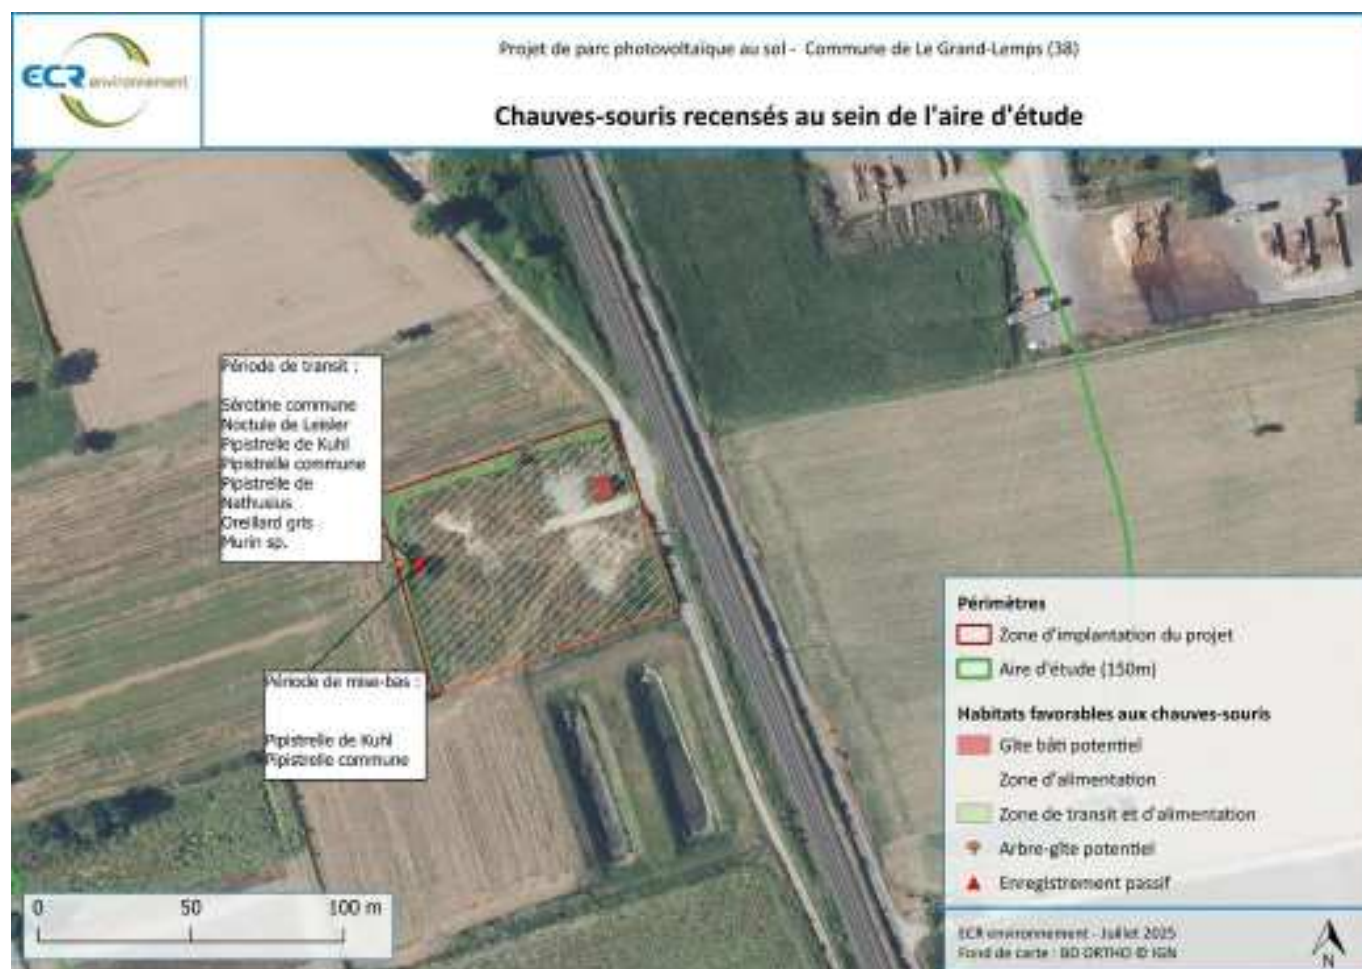 ECR environnement
Projet de parc photovoltaïque au sol - Commune de Le Grand-Lemps (38)
Chauves-souris recensés au sein de l'aire d'étude
Période de transit :
Sérotine commune
Noctule de Leisler
Pipistrelle de Kuhl
Pipistrelle commune
Pipistrelle de
Nathusius
Oreillard gris
Murin sp.
Période de mise-bas :
Pipistrelle de Kuhl
Pipistrelle commune
Périmètres
Zone d'implantation du projet
Aire d'étude (150m)
Habitats favorables aux chauves-souris
Gîte bâti potentiel
Zone d'alimentation
Zone de transit et d'alimentation
Arbre-gîte potentiel
Enregistrement passif
0 50 100 m
ECR environnement - Juillet 2025
Fond de carte : BD ORTHO © IGN
N